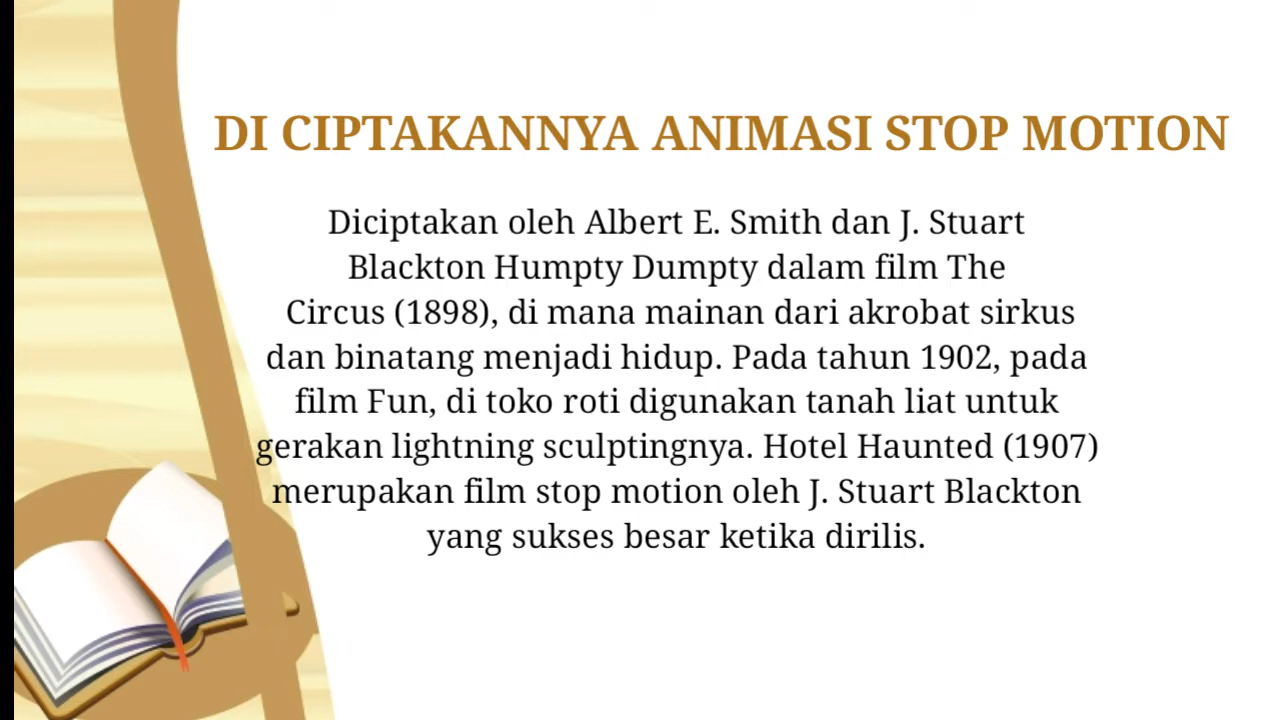 DI CIPTAKANNYA ANIMASI STOP MOTION
Diciptakan oleh Albert E. Smith dan J. Stuart
Blackton Humpty Dumpty dalam film The
Circus (1898), di mana mainan dari akrobat sirkus
dan binatang menjadi hidup. Pada tahun 1902, pada
film Fun, di toko roti digunakan tanah liat untuk
gerakan lightning sculptingnya. Hotel Haunted (1907)
merupakan film stop motion oleh J. Stuart Blackton
yang sukses besar ketika dirilis.